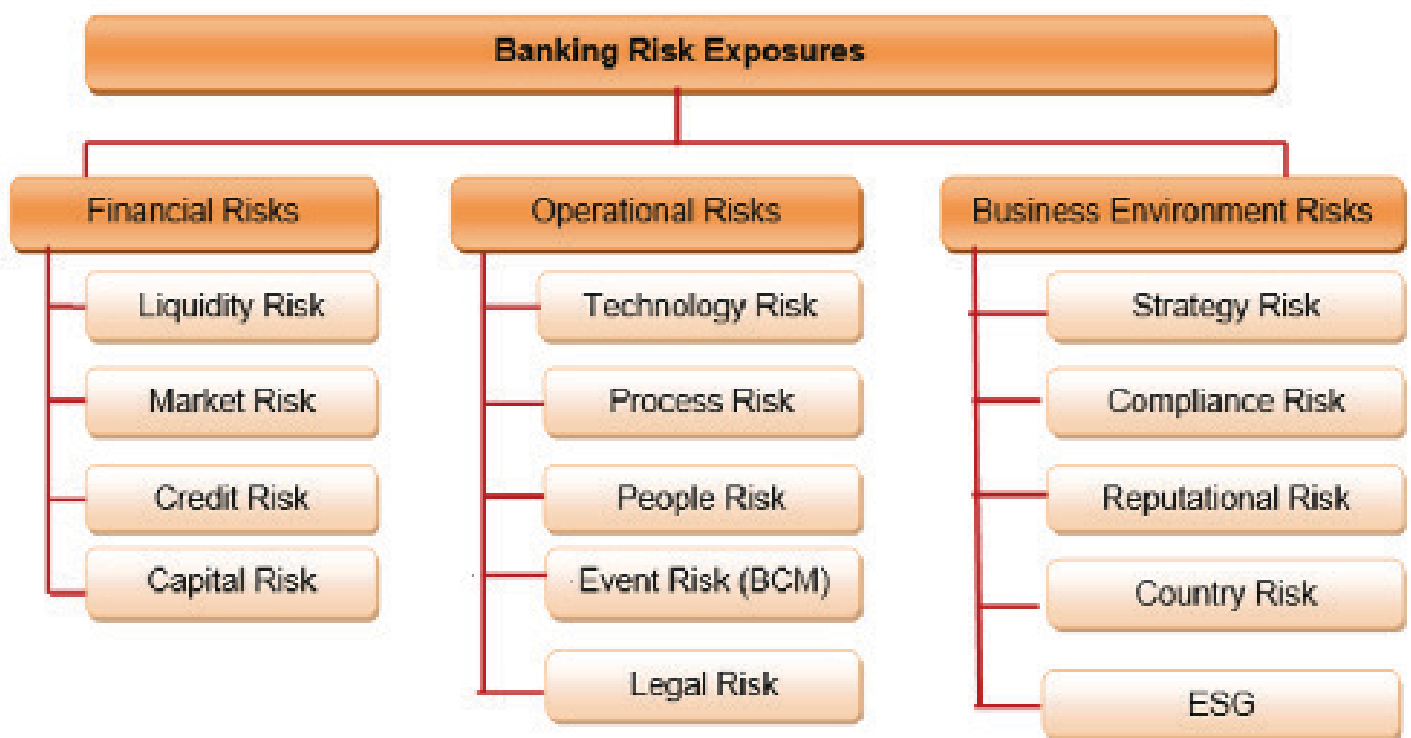 Banking Risk Exposures
Financial Risks
Liquidity Risk
Market Risk
Credit Risk
Capital Risk
Operational Risks
Technology Risk
Process Risk
People Risk
Event Risk (BCM)
Legal Risk
Business Environment Risks
Strategy Risk
Compliance Risk
Reputational Risk
Country Risk
ESG